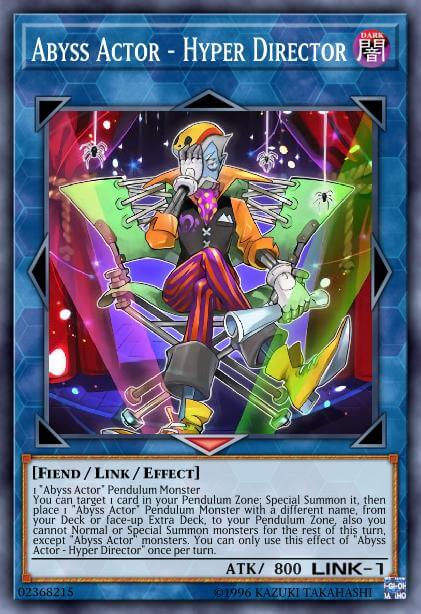 ABYSS ACTOR - HYPER DIRECTOR
DARK
闇
[FIEND / LINK / EFFECT]
1 "Abyss Actor" Pendulum Monster
You can target 1 card in your Pendulum Zone; Special Summon it, then
place 1 "Abyss Actor" Pendulum Monster with a different name, from
your Deck or face-up Extra Deck, to your Pendulum Zone, also you
cannot Normal or Special Summon monsters for the rest of this turn,
except "Abyss Actor" monsters. You can only use this effect of "Abyss
Actor - Hyper Director" once per turn.
ATK/ 800 LINK-1
02368215
©1996 KAZUKI TAKAHASHI